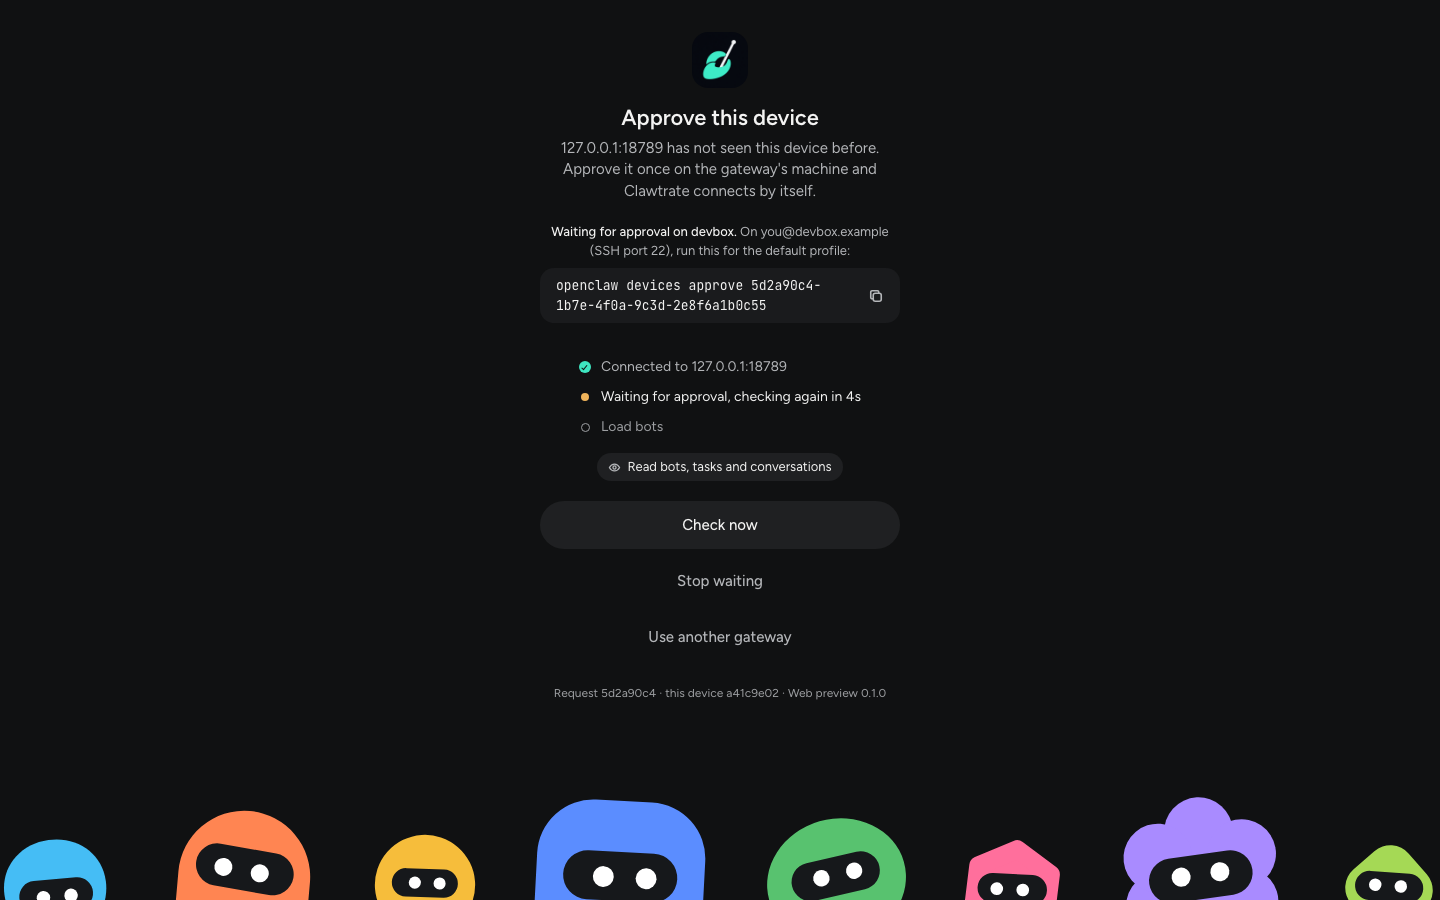 Approve this device
127.0.0.1:18789 has not seen this device before.
Approve it once on the gateway's machine and
Clawtrate connects by itself.
Waiting for approval on devbox. On you@devbox.example
(SSH port 22), run this for the default profile:
openclaw devices approve 5d2a90c4-
1b7e-4f0a-9c3d-2e8f6a1b0c55
Connected to 127.0.0.1:18789
Waiting for approval, checking again in 4s
Load bots
Read bots, tasks and conversations
Check now
Stop waiting
Use another gateway
Request 5d2a90c4 · this device a41c9e02 · Web preview 0.1.0